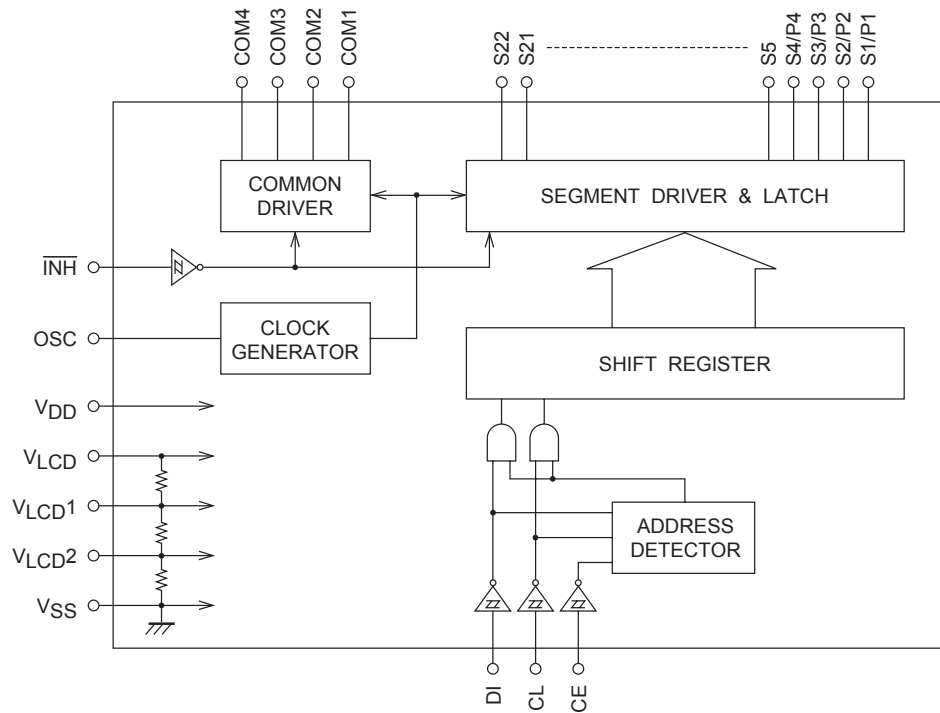 COM4
COM3
COM2
COM1
S22
S21
S5
S4/P4
S3/P3
S2/P2
S1/P1
COMMON
DRIVER
SEGMENT DRIVER & LATCH
INH
OSC
CLOCK
GENERATOR
SHIFT REGISTER
VDD
VLCD
VLCD1
VLCD2
VSS
ADDRESS
DETECTOR
DI
CL
CE